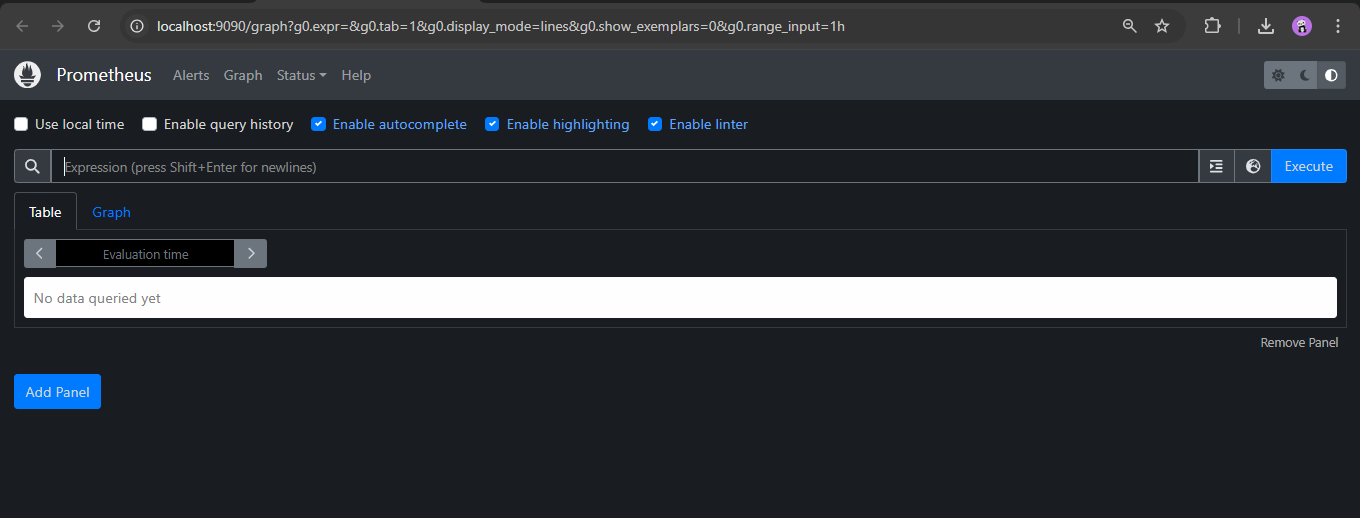 localhost:9090/graph?g0.expr=&g0.tab=1&g0.display_mode=lines&g0.show_exemplars=0&g0.range_input=1h
Prometheus Alerts Graph Status Help
Use local time Enable query history Enable autocomplete Enable highlighting Enable linter
Expression (press Shift+Enter for newlines) Execute
Table Graph
Evaluation time
No data queried yet
Remove Panel
Add Panel